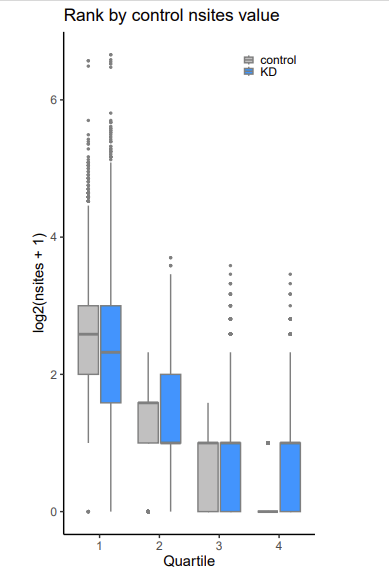 Rank by control nsites value
control
KD
6
4
2
0
log2(nsites + 1)
1 2 3 4
Quartile